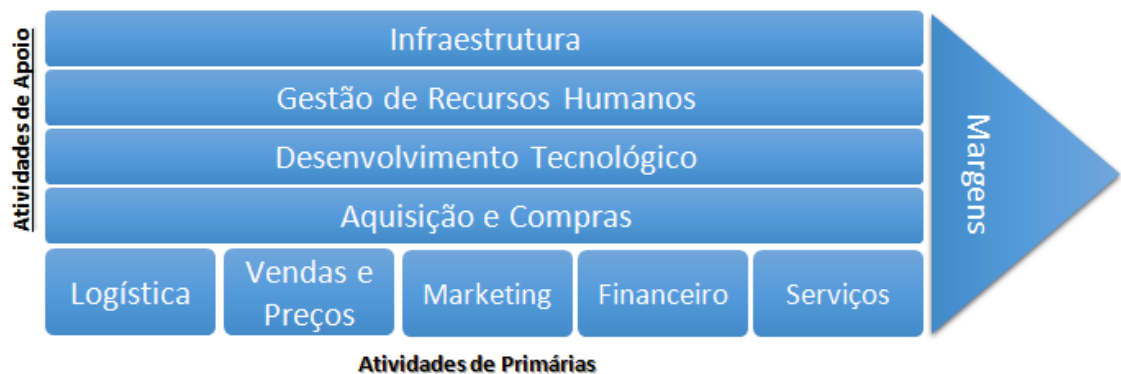 Atividades de Apoio
Infraestrutura
Gestão de Recursos Humanos
Desenvolvimento Tecnológico
Aquisição e Compras
Logística
Vendas e
Preços
Marketing
Financeiro
Serviços
Margens
Atividades de Primárias